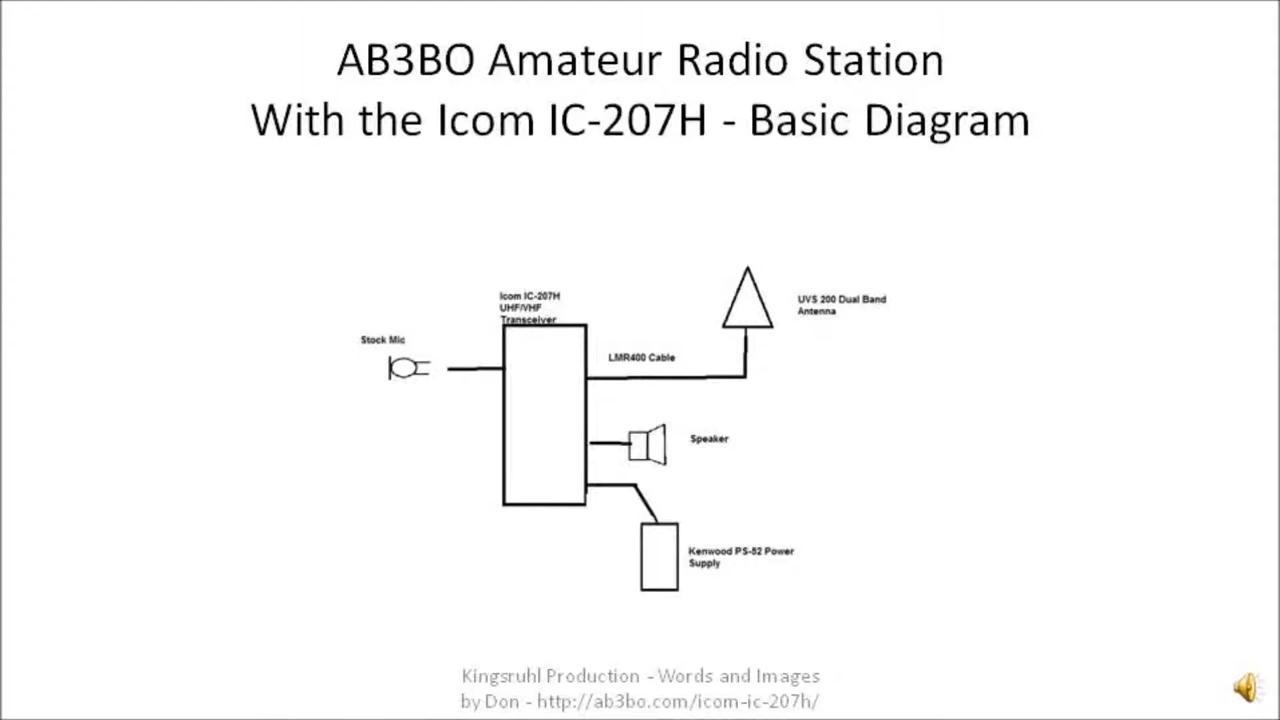 AB3BO Amateur Radio Station
With the Icom IC-207H - Basic Diagram
Icom IC-207H
UHF/VHF
Transceiver
UVS 200 Dual Band
Antenna
Stock Mic
LMR400 Cable
Speaker
Kenwood PS-52 Power
Supply
Kingsruhl Production - Words and Images
by Don - http://ab3bo.com/icom-ic-207h/